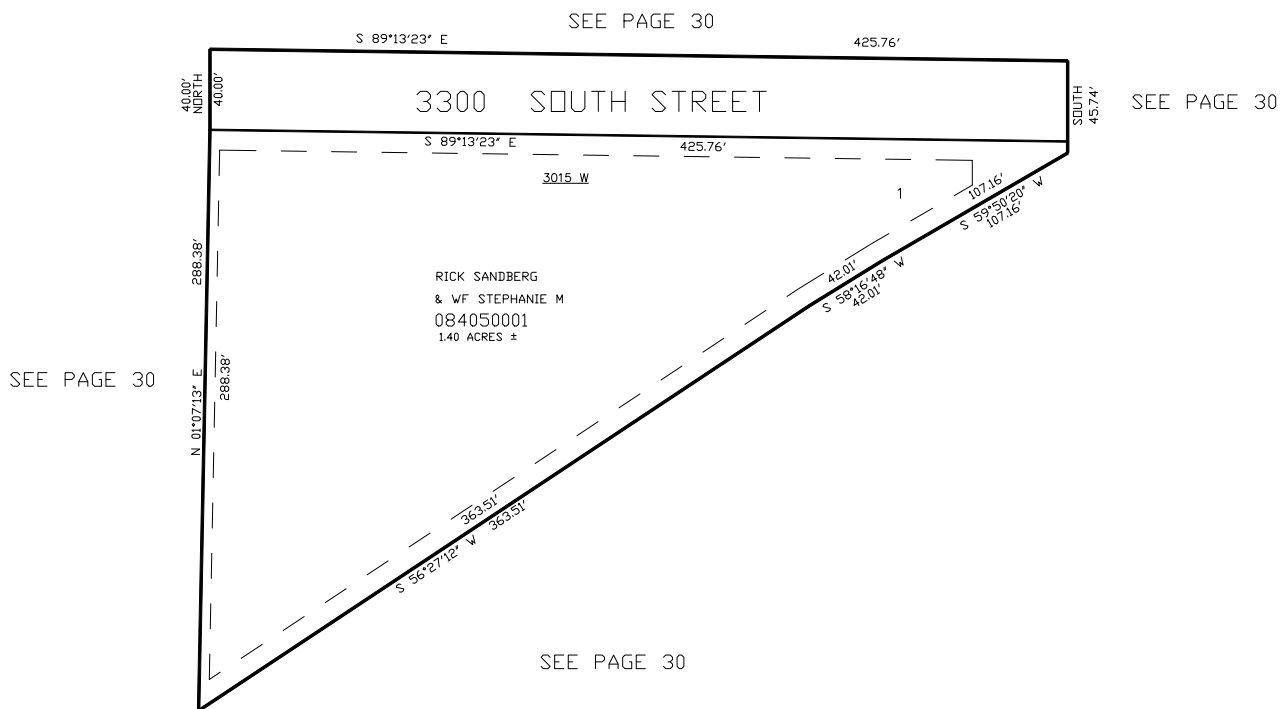 SEE PAGE 30
S 89°13'23" E 425.76'
40.00'
NORTH
40.00'
3300 SOUTH STREET
SOUTH
45.74'
SEE PAGE 30
S 89°13'23" E 425.76'
3015 W
1
107.16'
S 59°50'20" W
107.16'
288.38'
42.01'
S 58°16'48" W
42.01'
RICK SANDBERG
& WF STEPHANIE M
084050001
1.40 ACRES ±
SEE PAGE 30
N 01°07'13" E
288.38'
363.51'
S 56°27'12" W 363.51'
SEE PAGE 30